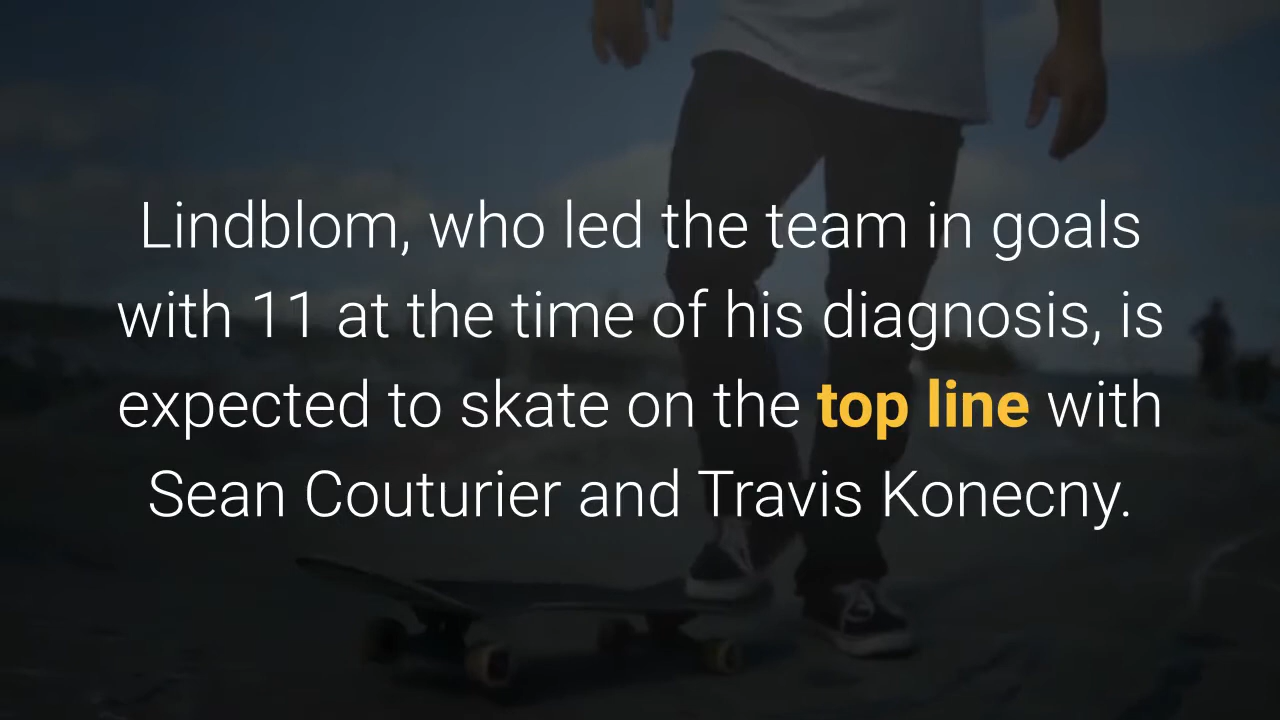 Lindblom, who led the team in goals
with 11 at the time of his diagnosis, is
expected to skate on the top line with
Sean Couturier and Travis Konecny.